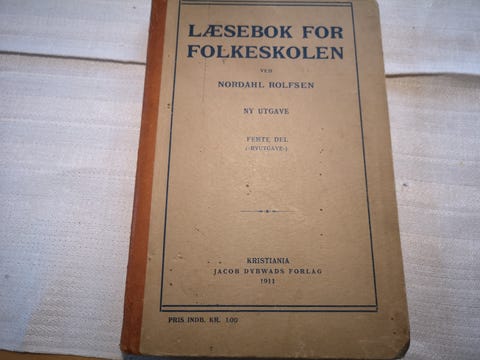 LÆSEBOK FOR
FOLKESKOLEN
VED
NORDAHL ROLFSEN
NY UTGAVE
FEMTE DEL
(»BYUTGAVE«)
KRISTIANIA
JACOB DYBWADS FORLAG
1911
PRIS INDB. KR. 1.00